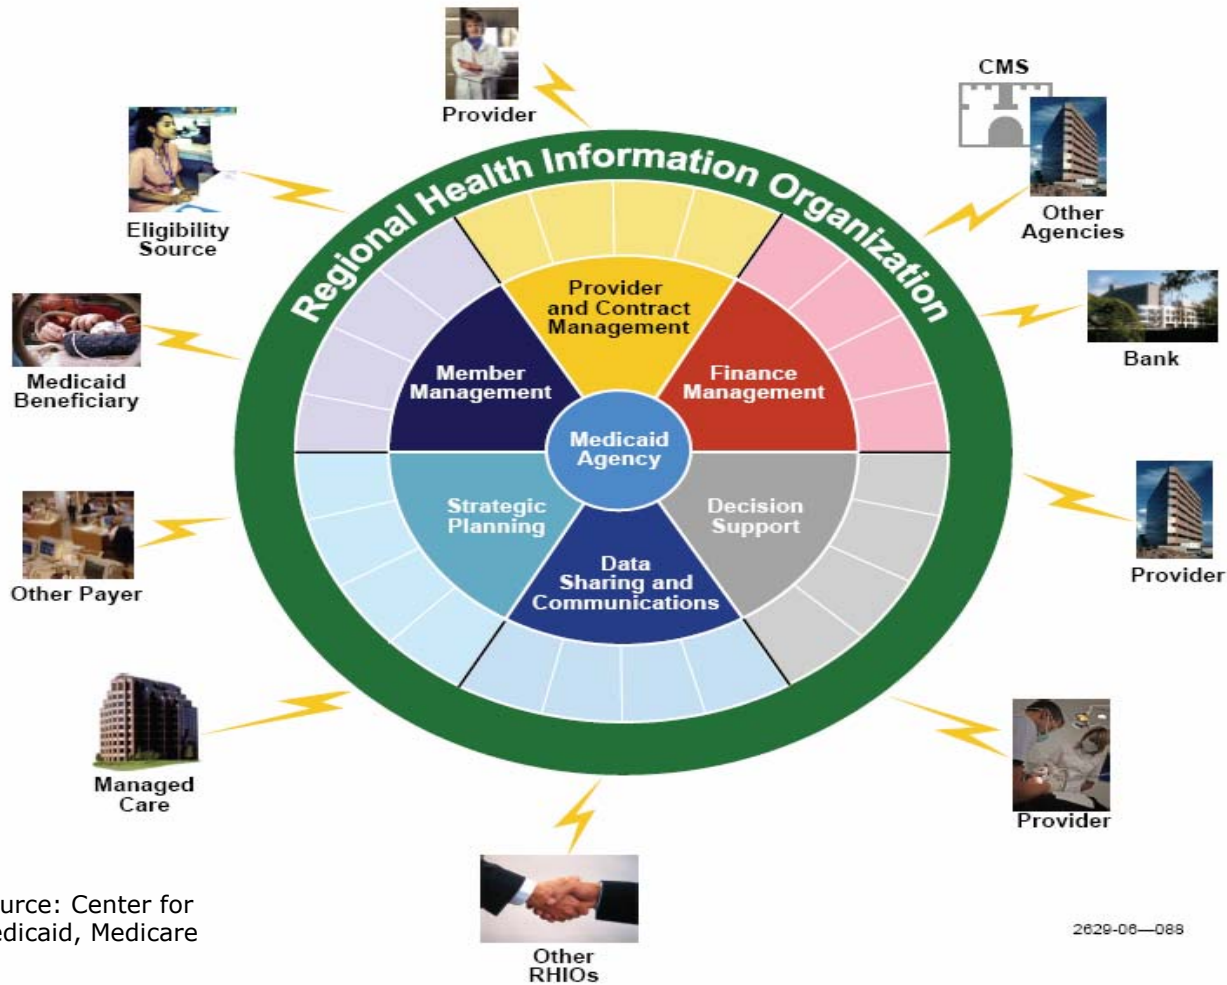 Provider
CMS
Other
Agencies
Eligibility
Source
Regional Health Information Organization
Bank
Medicaid
Beneficiary
Provider
and Contract
Management
Member
Management
Finance
Management
Medicaid
Agency
Strategic
Planning
Decision
Support
Data
Sharing and
Communications
Other Payer
Provider
Managed
Care
Provider
Other
RHIOs
urce: Center for
edicaid, Medicare
2629-06—088